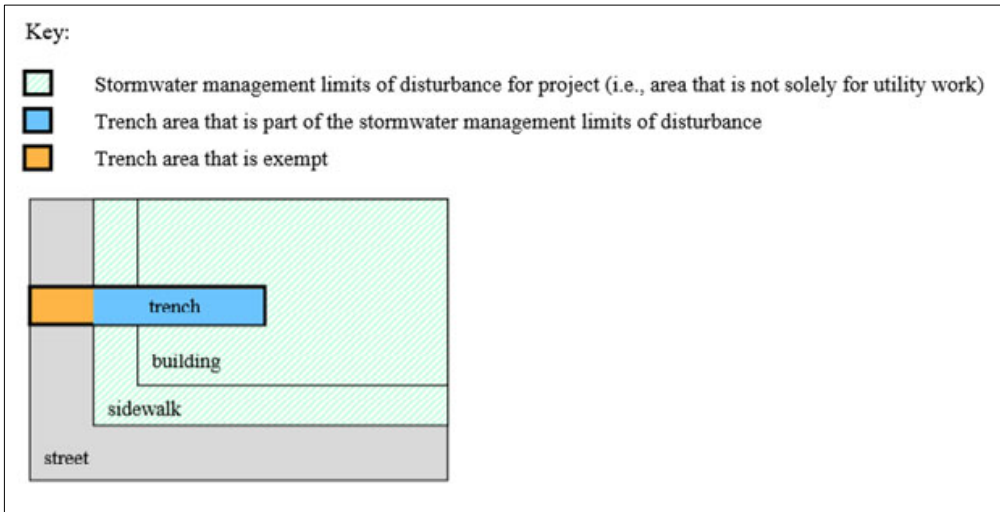 Key:
Stormwater management limits of disturbance for project (i.e., area that is not solely for utility work)
Trench area that is part of the stormwater management limits of disturbance
Trench area that is exempt
trench
building
sidewalk
street